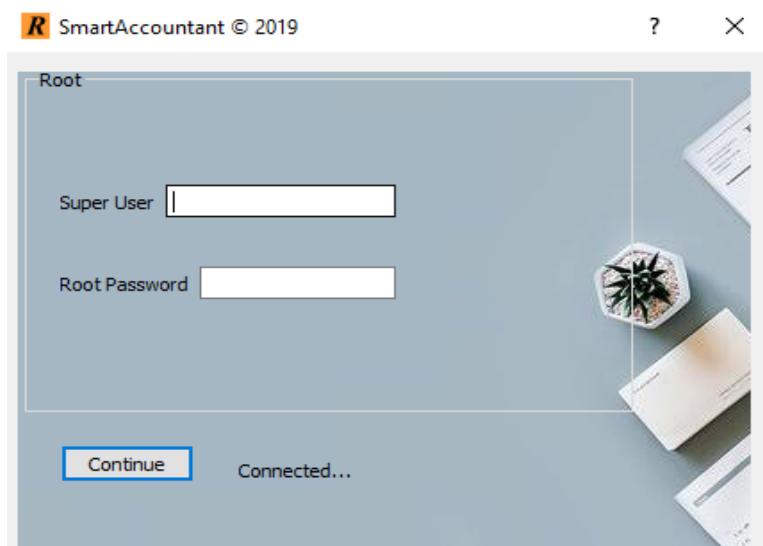 R SmartAccountant © 2019 ?
Root
Super User
Root Password
Continue
Connected...